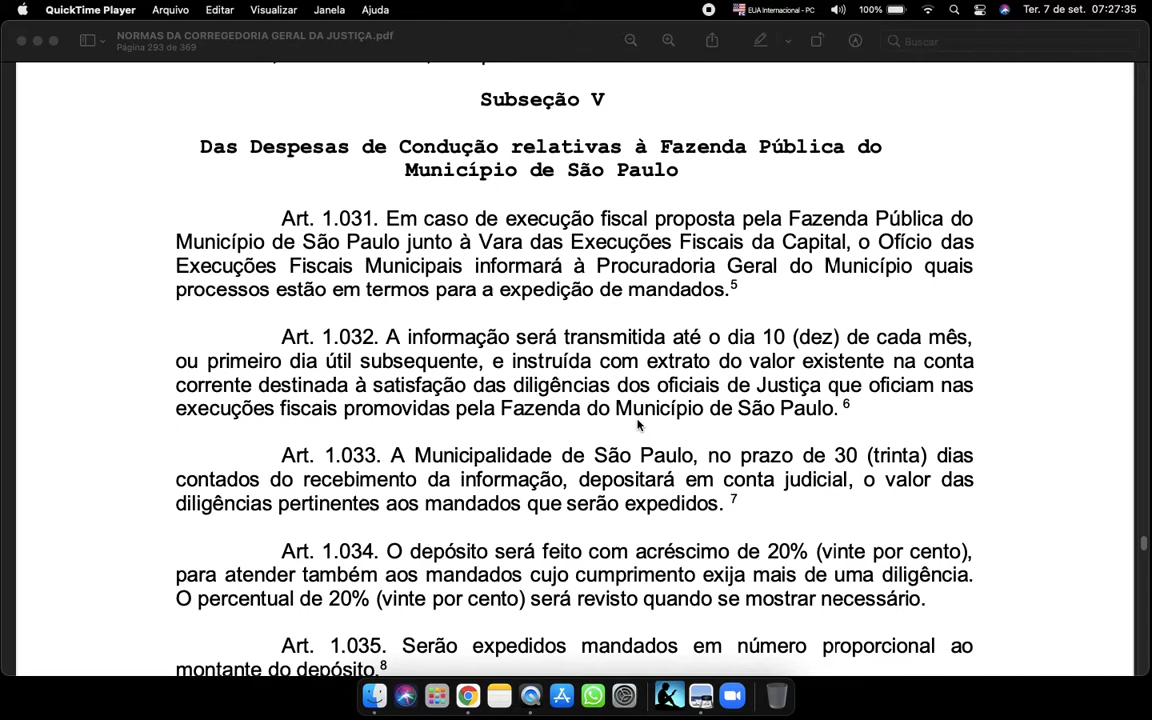 QuickTime Player Arquivo Editar Visualizar Janela Ajuda EUA Internacional - PC 100% Ter. 7 de set. 07:27:35
NORMAS DA CORREGEDORIA GERAL DA JUSTIÇA.pdf
Página 293 de 369
Buscar
Subseção V
Das Despesas de Condução relativas à Fazenda Pública do
Município de São Paulo
Art. 1.031. Em caso de execução fiscal proposta pela Fazenda Pública do
Município de São Paulo junto à Vara das Execuções Fiscais da Capital, o Ofício das
Execuções Fiscais Municipais informará à Procuradoria Geral do Município quais
processos estão em termos para a expedição de mandados.5
Art. 1.032. A informação será transmitida até o dia 10 (dez) de cada mês,
ou primeiro dia útil subsequente, e instruída com extrato do valor existente na conta
corrente destinada à satisfação das diligências dos oficiais de Justiça que oficiam nas
execuções fiscais promovidas pela Fazenda do Município de São Paulo. 6
Art. 1.033. A Municipalidade de São Paulo, no prazo de 30 (trinta) dias
contados do recebimento da informação, depositará em conta judicial, o valor das
diligências pertinentes aos mandados que serão expedidos. 7
Art. 1.034. O depósito será feito com acréscimo de 20% (vinte por cento),
para atender também aos mandados cujo cumprimento exija mais de uma diligência.
O percentual de 20% (vinte por cento) será revisto quando se mostrar necessário.
Art. 1.035. Serão expedidos mandados em número proporcional ao
montante do depósito.8